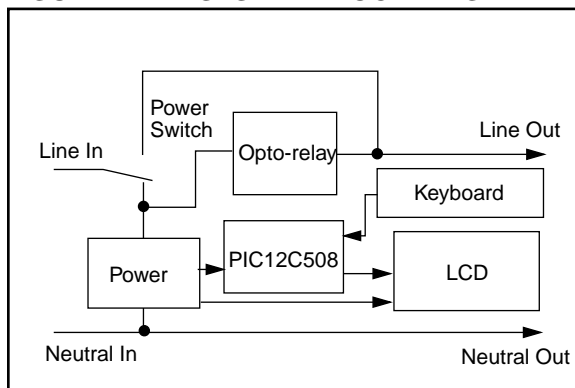 Power
Switch
Line In
Opto-relay
Line Out
Keyboard
PIC12C508
Power
LCD
Neutral In
Neutral Out